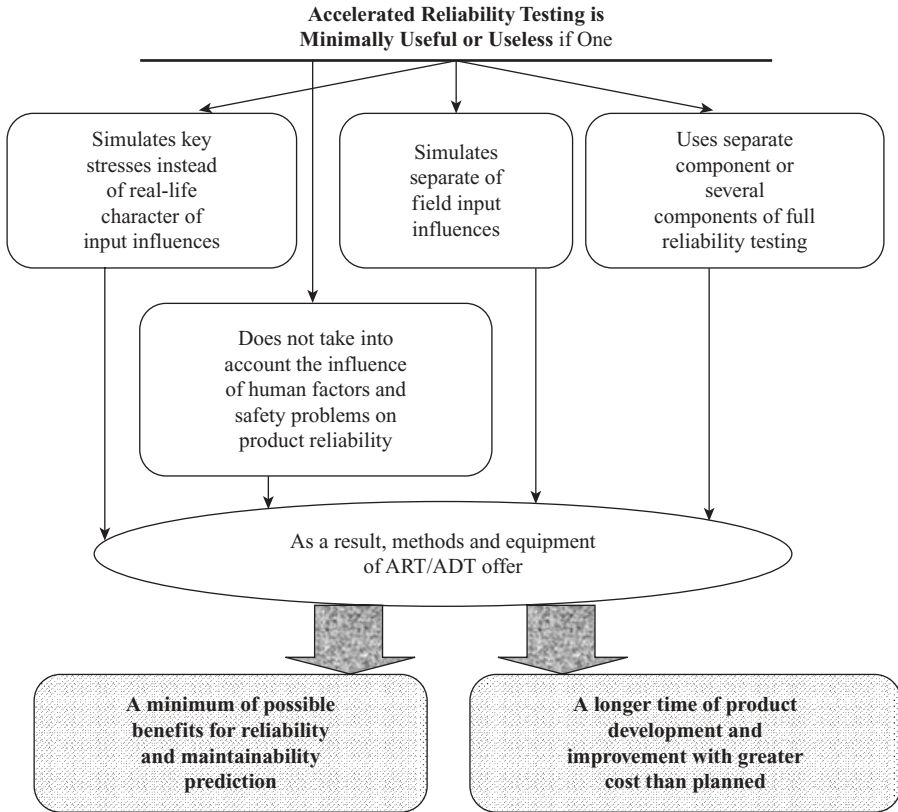 Accelerated Reliability Testing is
Minimally Useful or Useless if One
Simulates key
stresses instead
of real-life
character of
input influences
Simulates
separate of
field input
influences
Uses separate
component or
several
components of full
reliability testing
Does not take into
account the influence
of human factors and
safety problems on
product reliability
As a result, methods and equipment
of ART/ADT offer
A minimum of possible
benefits for reliability
and maintainability
prediction
A longer time of product
development and
improvement with greater
cost than planned